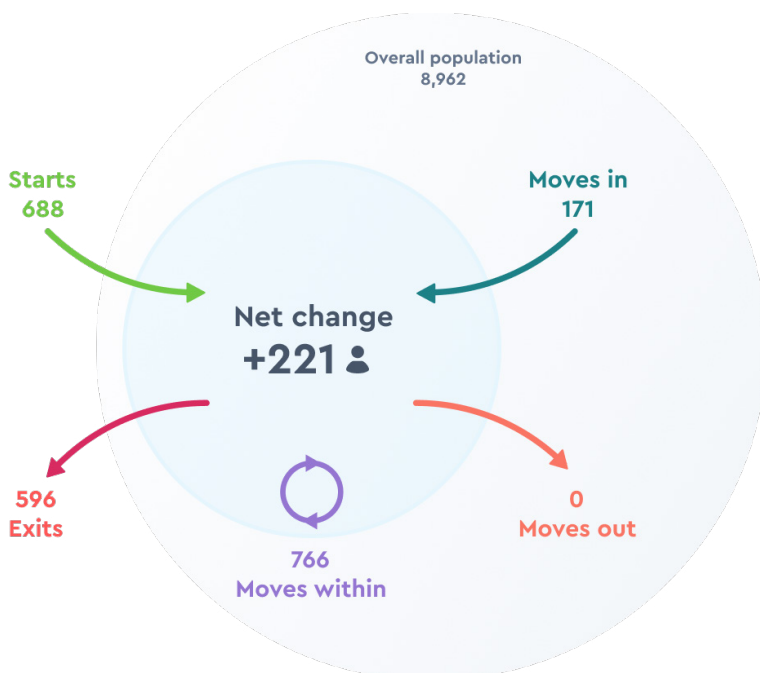 Overall population
8,962
Starts
688
Moves in
171
Net change
+221
596
Exits
0
Moves out
766
Moves within